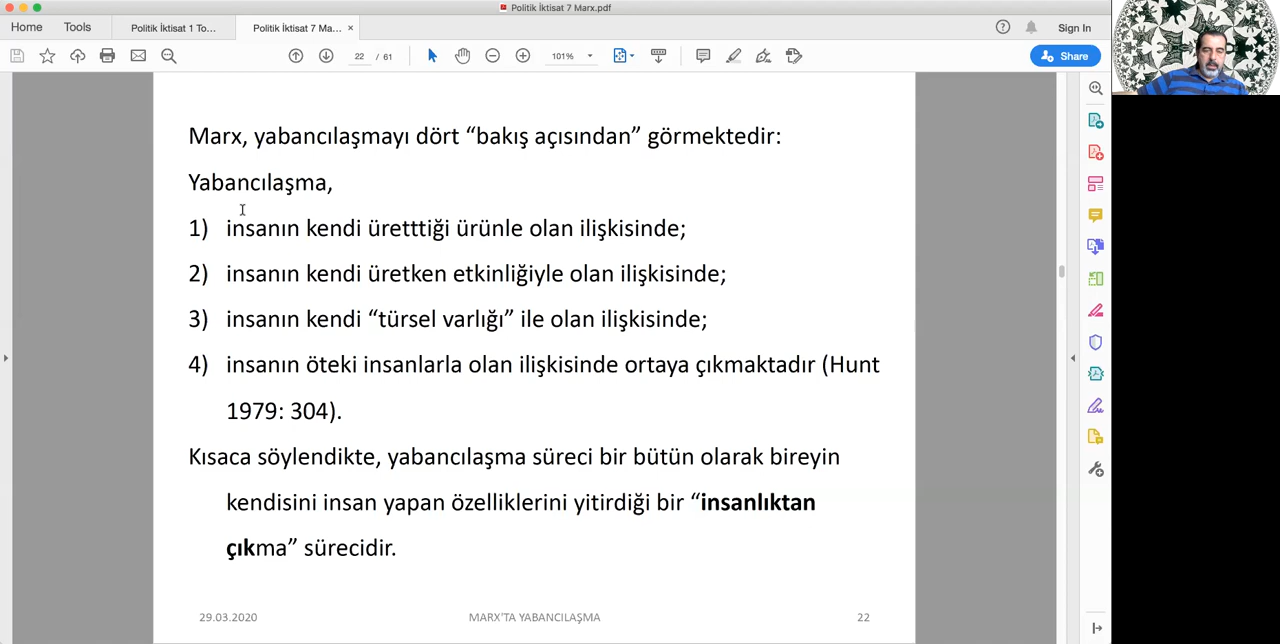 Politik İktisat 7 Marx.pdf
Home Tools Politik İktisat 1 To... Politik İktisat 7 Ma... × Sign In
22 / 61 101% Share
Marx, yabancılaşmayı dört “bakış açısından” görmektedir:
Yabancılaşma,
1) insanın kendi üretttiği ürünle olan ilişkisinde;
2) insanın kendi üretken etkinliğiyle olan ilişkisinde;
3) insanın kendi “türsel varlığı” ile olan ilişkisinde;
4) insanın öteki insanlarla olan ilişkisinde ortaya çıkmaktadır (Hunt
1979: 304).
Kısaca söylendikte, yabancılaşma süreci bir bütün olarak bireyin
kendisini insan yapan özelliklerini yitirdiği bir “insanlıktan
çıkma” sürecidir.
29.03.2020 MARX’TA YABANCILAŞMA 22